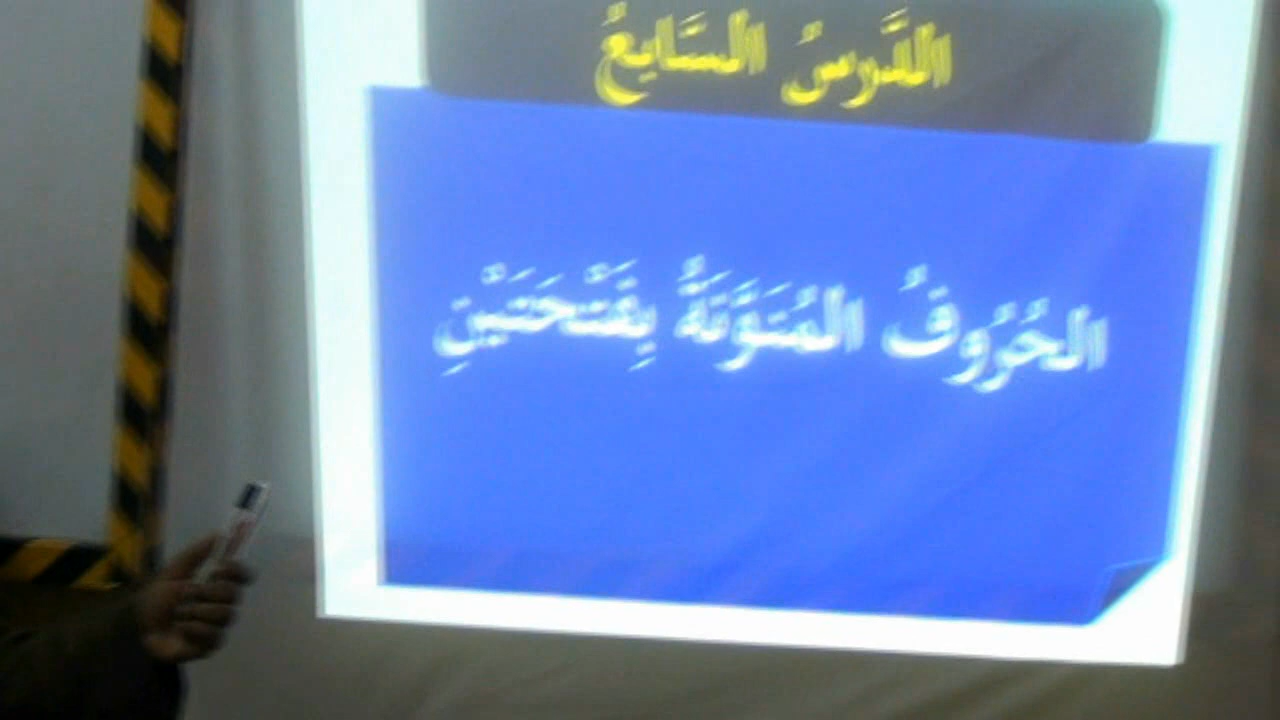 الدَّرسُ السَّابِعُ
الحُرُوفُ المُنَوَّنَةُ بِفَتْحَتَيْنِ